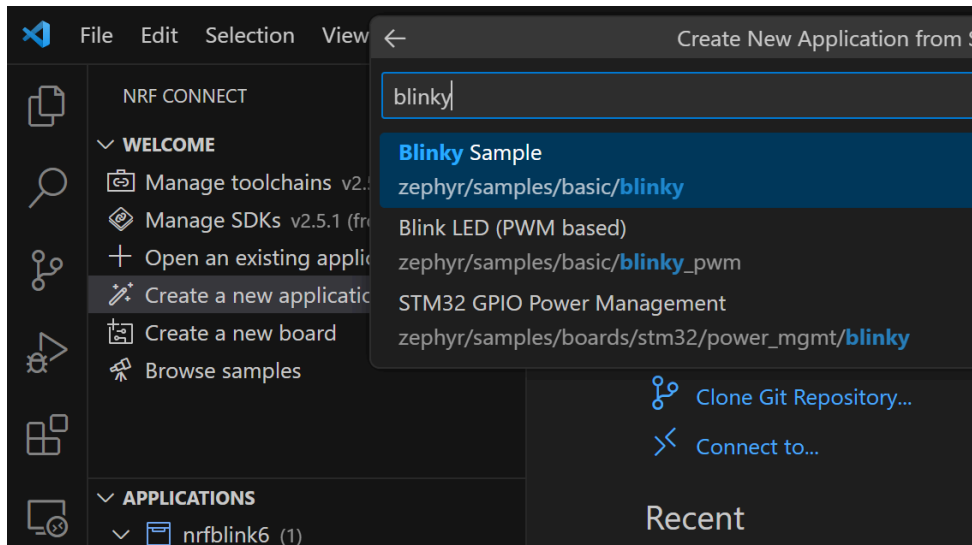 File Edit Selection View
Create New Application from
NRF CONNECT
blinky
WELCOME
Blinky Sample
Manage toolchains v2.
zephyr/samples/basic/blinky
Manage SDKs v2.5.1
Blink LED (PWM based)
Open an existing
zephyr/samples/basic/blinky_pwm
Create a new
STM32 GPIO Power Management
Create a new board
zephyr/samples/boards/stm32/power_mgmt/blinky
Browse samples
Clone Git Repository...
Connect to...
APPLICATIONS
Recent
nrfblink6 (1)